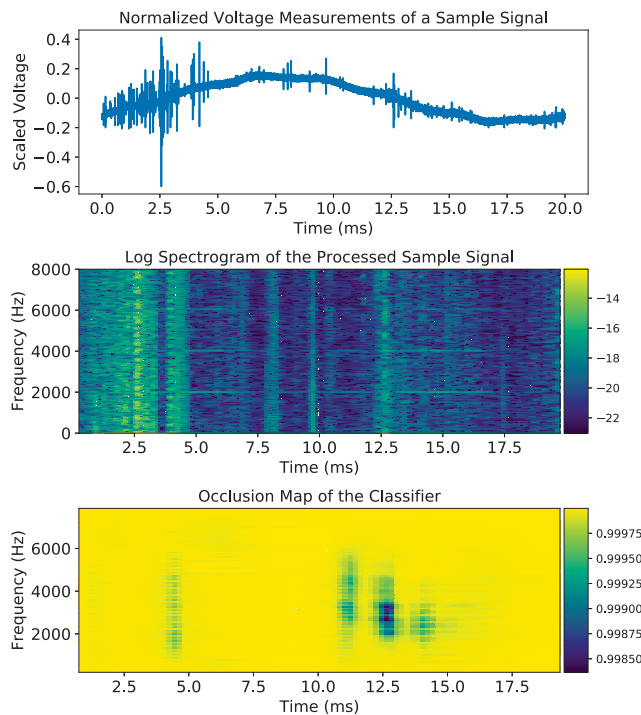 Normalized Voltage Measurements of a Sample Signal
0.4
0.2
0.0
−0.2
−0.4
−0.6
Scaled Voltage
0.0 2.5 5.0 7.5 10.0 12.5 15.0 17.5 20.0
Time (ms)
Log Spectrogram of the Processed Sample Signal
8000
6000
4000
2000
0
Frequency (Hz)
2.5 5.0 7.5 10.0 12.5 15.0 17.5
Time (ms)
−14
−16
−18
−20
−22
Occlusion Map of the Classifier
6000
4000
2000
Frequency (Hz)
2.5 5.0 7.5 10.0 12.5 15.0 17.5
Time (ms)
0.99975
0.99950
0.99925
0.99900
0.99875
0.99850